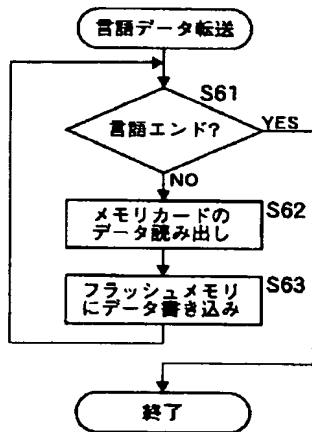 言語データ転送
S61
言語エンド?
YES
NO
メモリカードの
データ読み出し
S62
フラッシュメモリ
にデータ書き込み
S63
終了